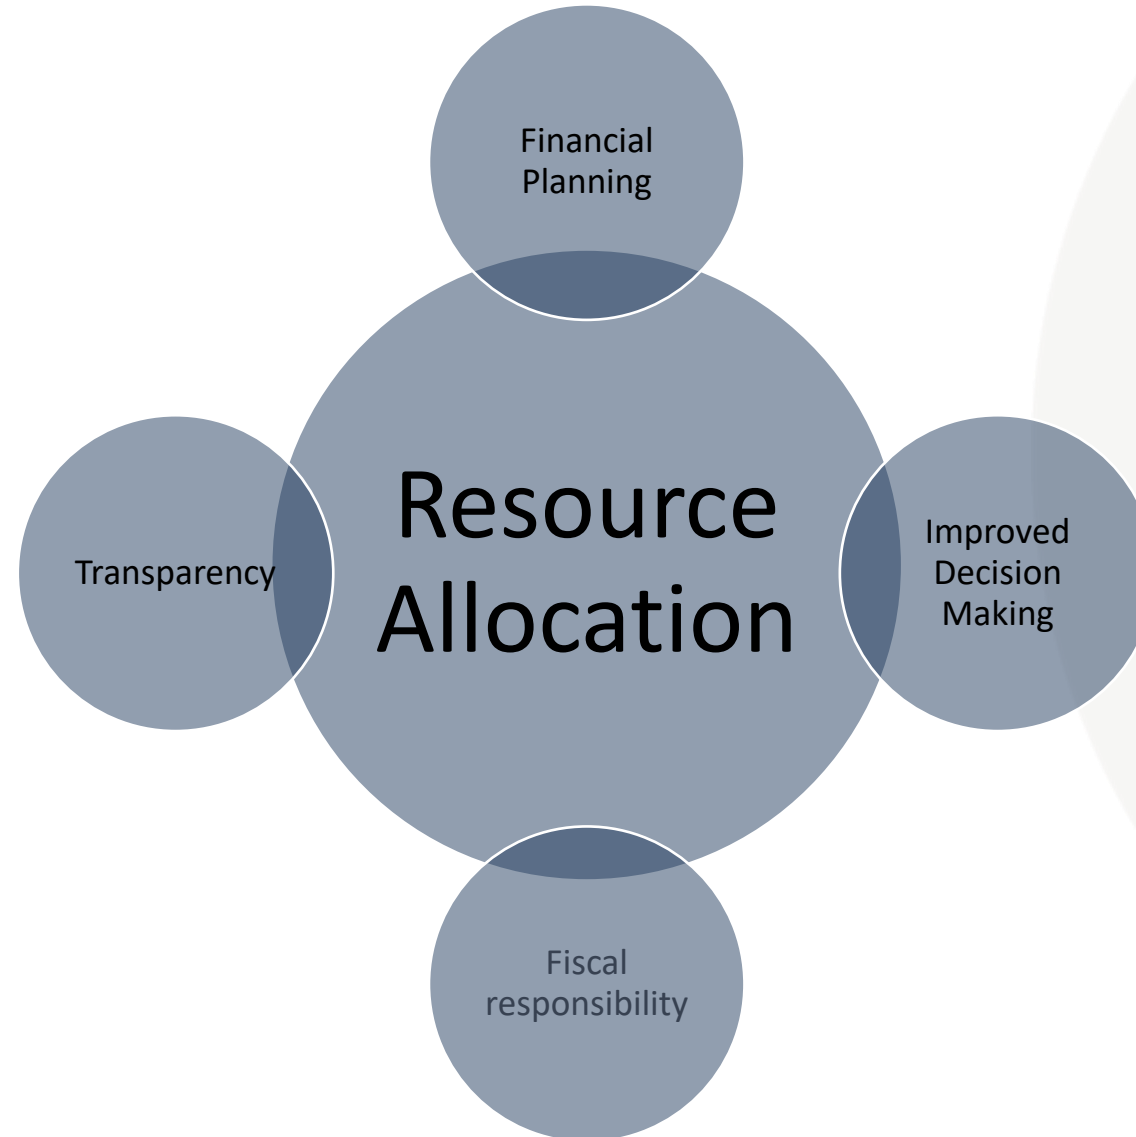 Financial
Planning
Resource
Allocation
Transparency
Improved
Decision
Making
Fiscal
responsibility